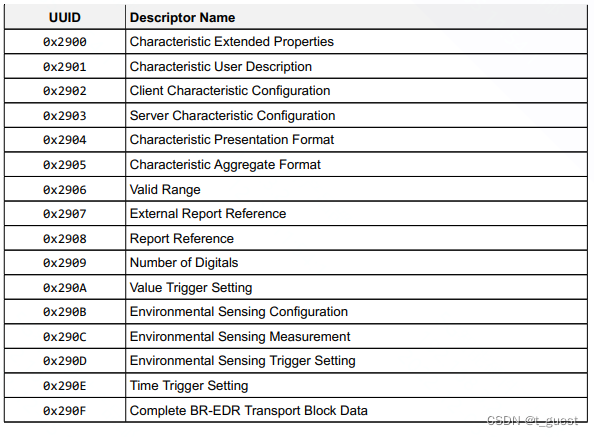 UUID Descriptor Name
0x2900 Characteristic Extended Properties
0x2901 Characteristic User Description
0x2902 Client Characteristic Configuration
0x2903 Server Characteristic Configuration
0x2904 Characteristic Presentation Format
0x2905 Characteristic Aggregate Format
0x2906 Valid Range
0x2907 External Report Reference
0x2908 Report Reference
0x2909 Number of Digitals
0x290A Value Trigger Setting
0x290B Environmental Sensing Configuration
0x290C Environmental Sensing Measurement
0x290D Environmental Sensing Trigger Setting
0x290E Time Trigger Setting
0x290F Complete BR-EDR Transport Block Data
CSDN @t_guest